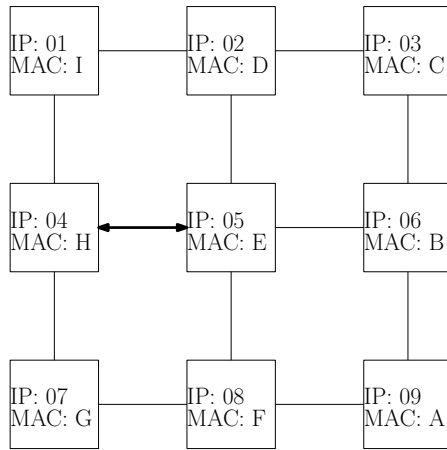 IP: 01
MAC: I
IP: 02
MAC: D
IP: 03
MAC: C
IP: 04
MAC: H
IP: 05
MAC: E
IP: 06
MAC: B
IP: 07
MAC: G
IP: 08
MAC: F
IP: 09
MAC: A